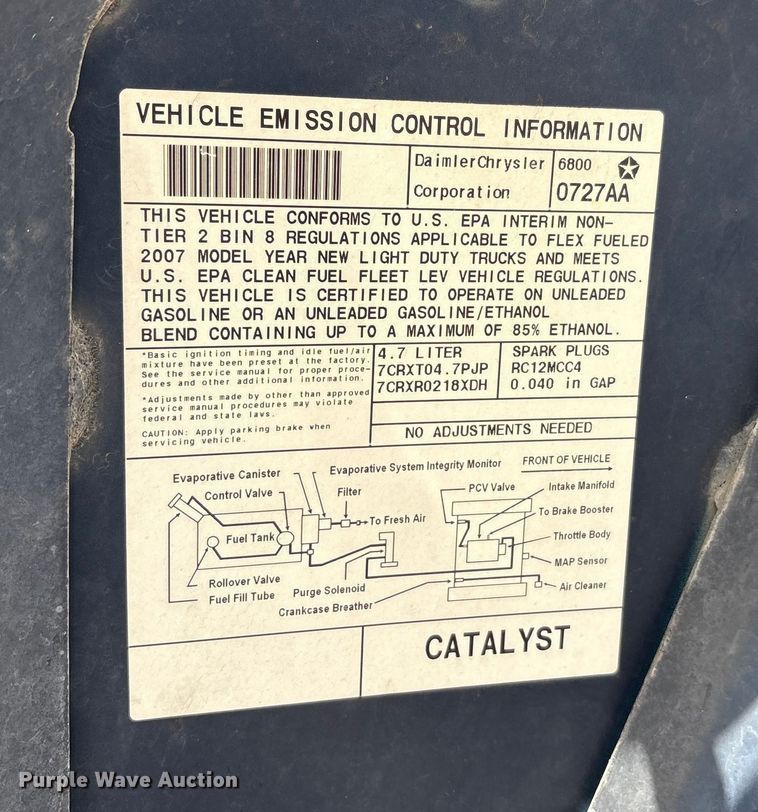 VEHICLE EMISSION CONTROL INFORMATION
DaimlerChrysler
Corporation
6800
0727AA
THIS VEHICLE CONFORMS TO U.S. EPA INTERIM NON-
TIER 2 BIN 8 REGULATIONS APPLICABLE TO FLEX FUELED
2007 MODEL YEAR NEW LIGHT DUTY TRUCKS AND MEETS
U.S. EPA CLEAN FUEL FLEET LEV VEHICLE REGULATIONS.
THIS VEHICLE IS CERTIFIED TO OPERATE ON UNLEADED
GASOLINE OR AN UNLEADED GASOLINE/ETHANOL
BLEND CONTAINING UP TO A MAXIMUM OF 85% ETHANOL.
*Basic ignition timing and idle fuel/air
mixture have been preset at the factory.
See the service manual for proper proce-
dures and other additional information.
*Adjustments made by other than approved
service manual procedures may violate
federal and state laws.
CAUTION: Apply parking brake when
servicing vehicle.
4.7 LITER
7CRXT04.7PJP
7CRXR0218XDH
SPARK PLUGS
RC12MCC4
0.040 in GAP
NO ADJUSTMENTS NEEDED
Evaporative Canister
Evaporative System Integrity Monitor
FRONT OF VEHICLE
Control Valve
Filter
PCV Valve
Intake Manifold
To Fresh Air
To Brake Booster
Fuel Tank
Throttle Body
MAP Sensor
Rollover Valve
Purge Solenoid
Air Cleaner
Fuel Fill Tube
Crankcase Breather
CATALYST
Purple Wave Auction